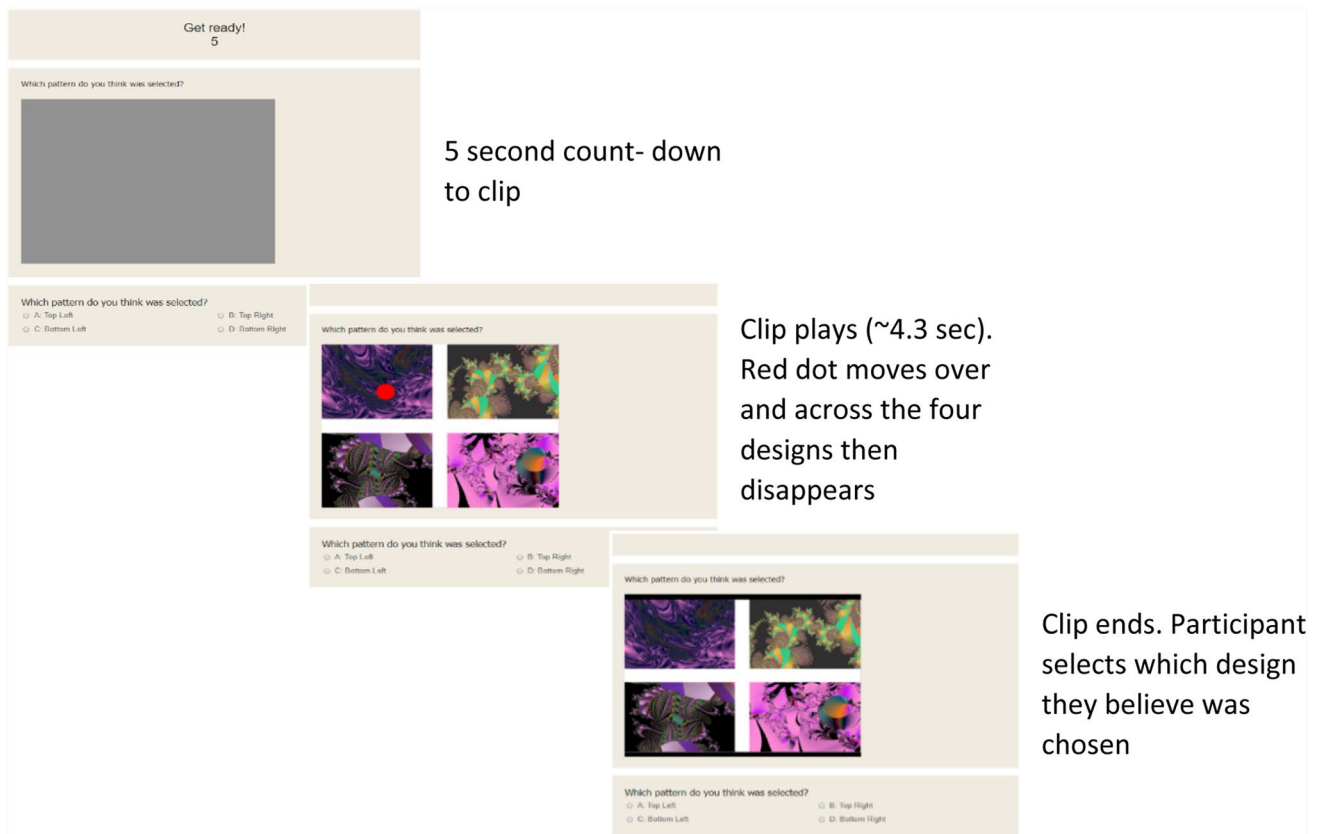 Get ready!
5
Which pattern do you think was selected?
5 second count- down
to clip
Which pattern do you think was selected?
A: Top Left
B: Top Right
C: Bottom Left
D: Bottom Right
Which pattern do you think was selected?
Clip plays (~4.3 sec).
Red dot moves over
and across the four
designs then
disappears
Which pattern do you think was selected?
A: Top Left
B: Top Right
C: Bottom Left
D: Bottom Right
Which pattern do you think was selected?
Clip ends. Participant
selects which design
they believe was
chosen
Which pattern do you think was selected?
A: Top Left
B: Top Right
C: Bottom Left
D: Bottom Right